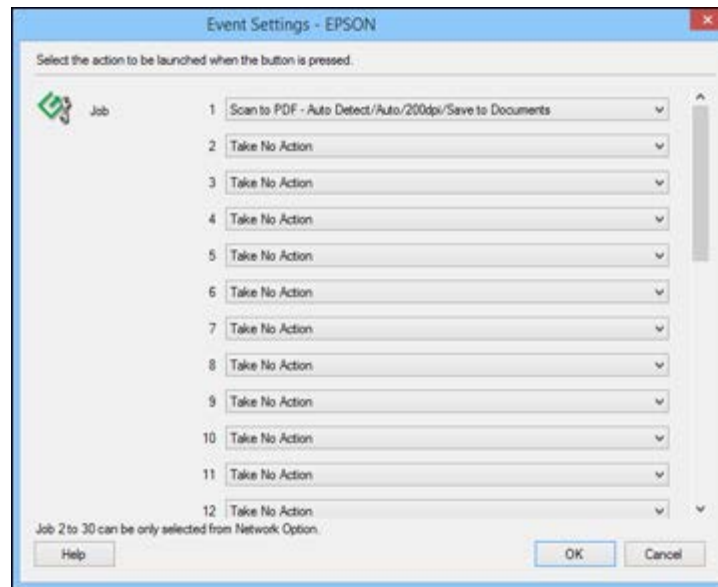 Event Settings - EPSON
Select the action to be launched when the button is pressed.
Job 1 Scan to PDF - Auto Detect/Auto/200dpi/Save to Documents
2 Take No Action
3 Take No Action
4 Take No Action
5 Take No Action
6 Take No Action
7 Take No Action
8 Take No Action
9 Take No Action
10 Take No Action
11 Take No Action
12 Take No Action
Job 2 to 30 can be only selected from Network Option.
Help OK Cancel